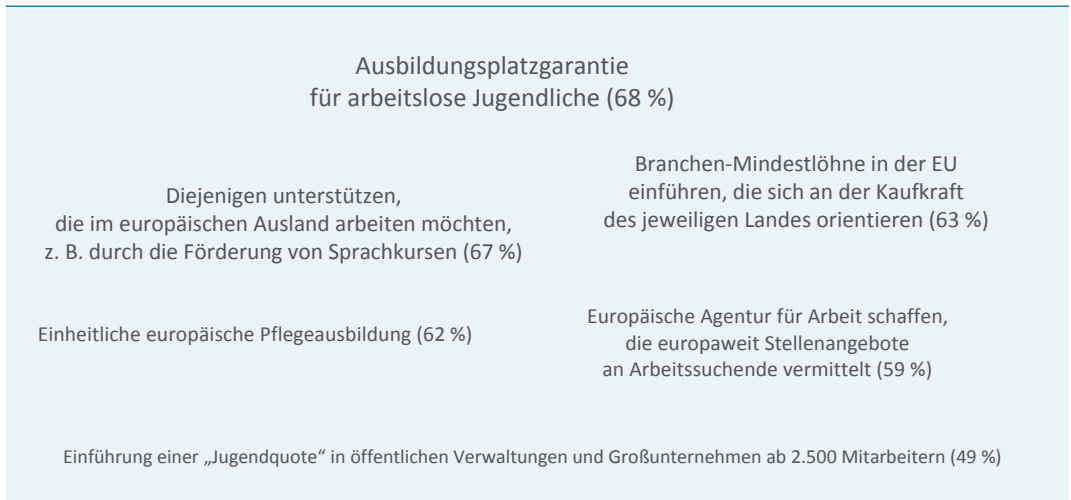 Ausbildungsplatzgarantie
für arbeitslose Jugendliche (68 %)
Diejenigen unterstützen,
die im europäischen Ausland arbeiten möchten,
z. B. durch die Förderung von Sprachkursen (67 %)
Branchen-Mindestlöhne in der EU
einführen, die sich an der Kaufkraft
des jeweiligen Landes orientieren (63 %)
Einheitliche europäische Pflegeausbildung (62 %)
Europäische Agentur für Arbeit schaffen,
die europaweit Stellenangebote
an Arbeitssuchende vermittelt (59 %)
Einführung einer „Jugendquote“ in öffentlichen Verwaltungen und Großunternehmen ab 2.500 Mitarbeitern (49 %)